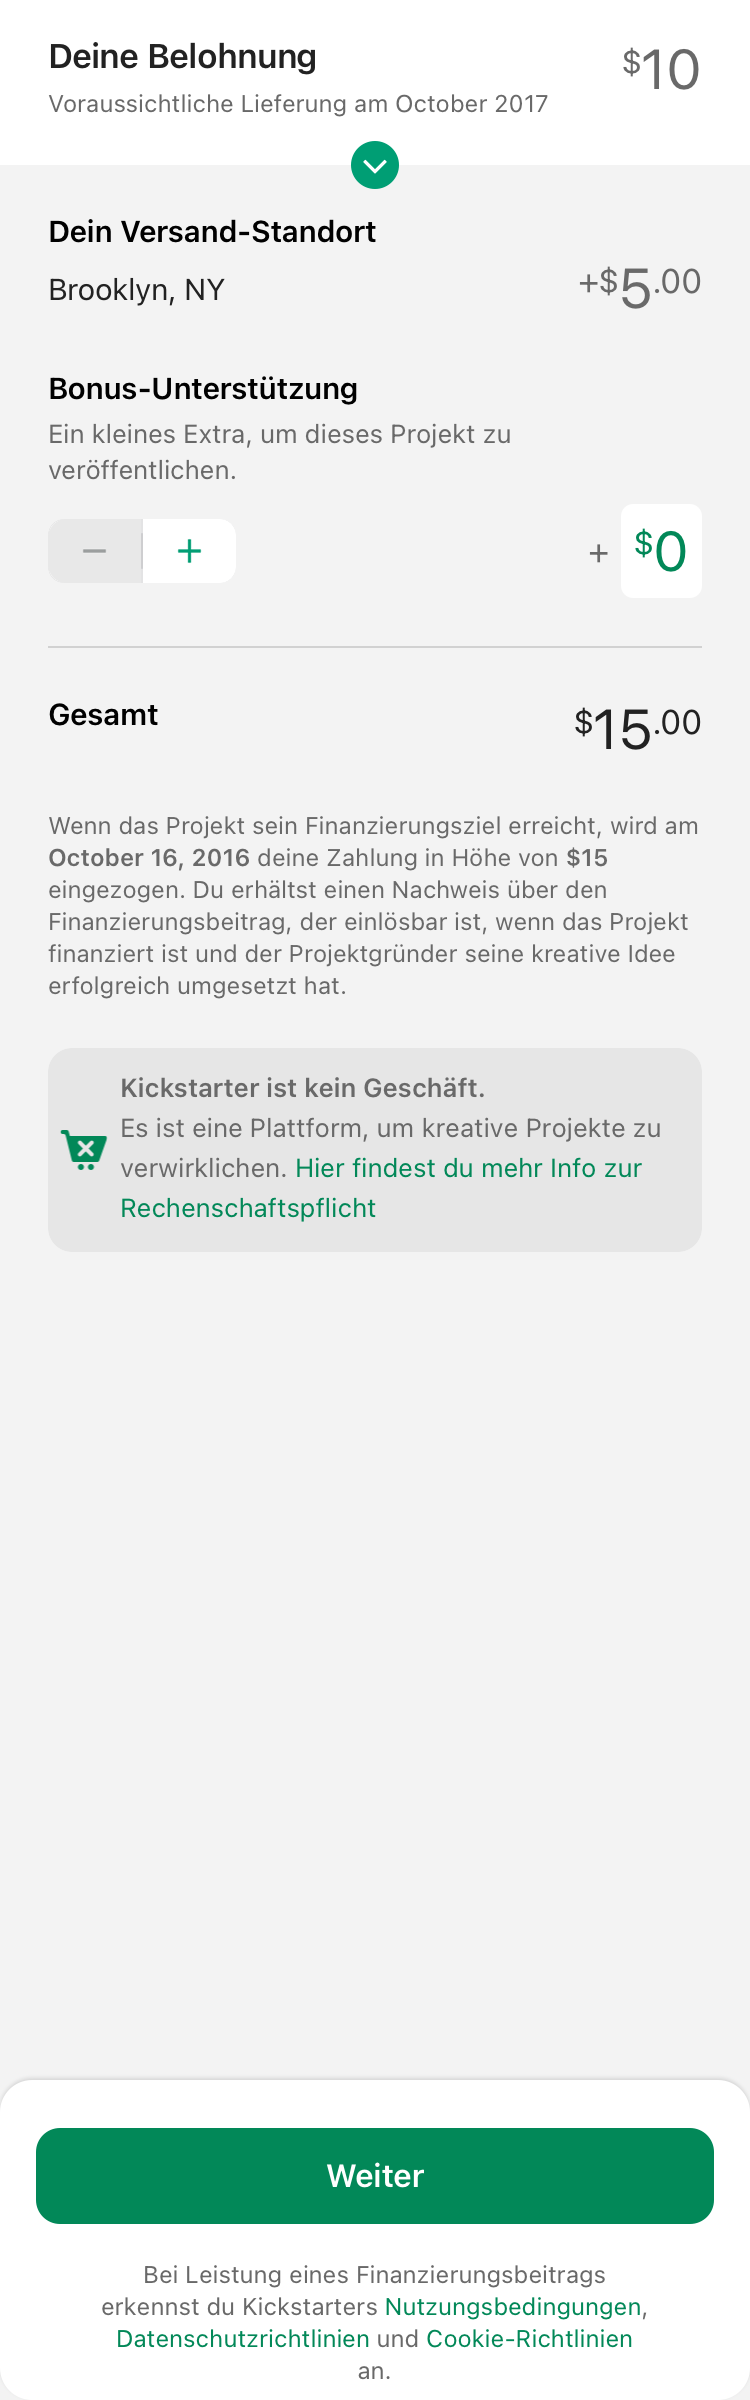 Deine Belohnung
$10
Voraussichtliche Lieferung am October 2017
Dein Versand-Standort
Brooklyn, NY
+$5.00
Bonus-Unterstützung
Ein kleines Extra, um dieses Projekt zu
veröffentlichen.
− +
+ $0
Gesamt
$15.00
Wenn das Projekt sein Finanzierungsziel erreicht, wird am
October 16, 2016 deine Zahlung in Höhe von $15
eingezogen. Du erhältst einen Nachweis über den
Finanzierungsbeitrag, der einlösbar ist, wenn das Projekt
finanziert ist und der Projektgründer seine kreative Idee
erfolgreich umgesetzt hat.
Kickstarter ist kein Geschäft.
Es ist eine Plattform, um kreative Projekte zu
verwirklichen. Hier findest du mehr Info zur
Rechenschaftspflicht
Weiter
Bei Leistung eines Finanzierungsbeitrags
erkennst du Kickstarters Nutzungsbedingungen,
Datenschutzrichtlinien und Cookie-Richtlinien
an.